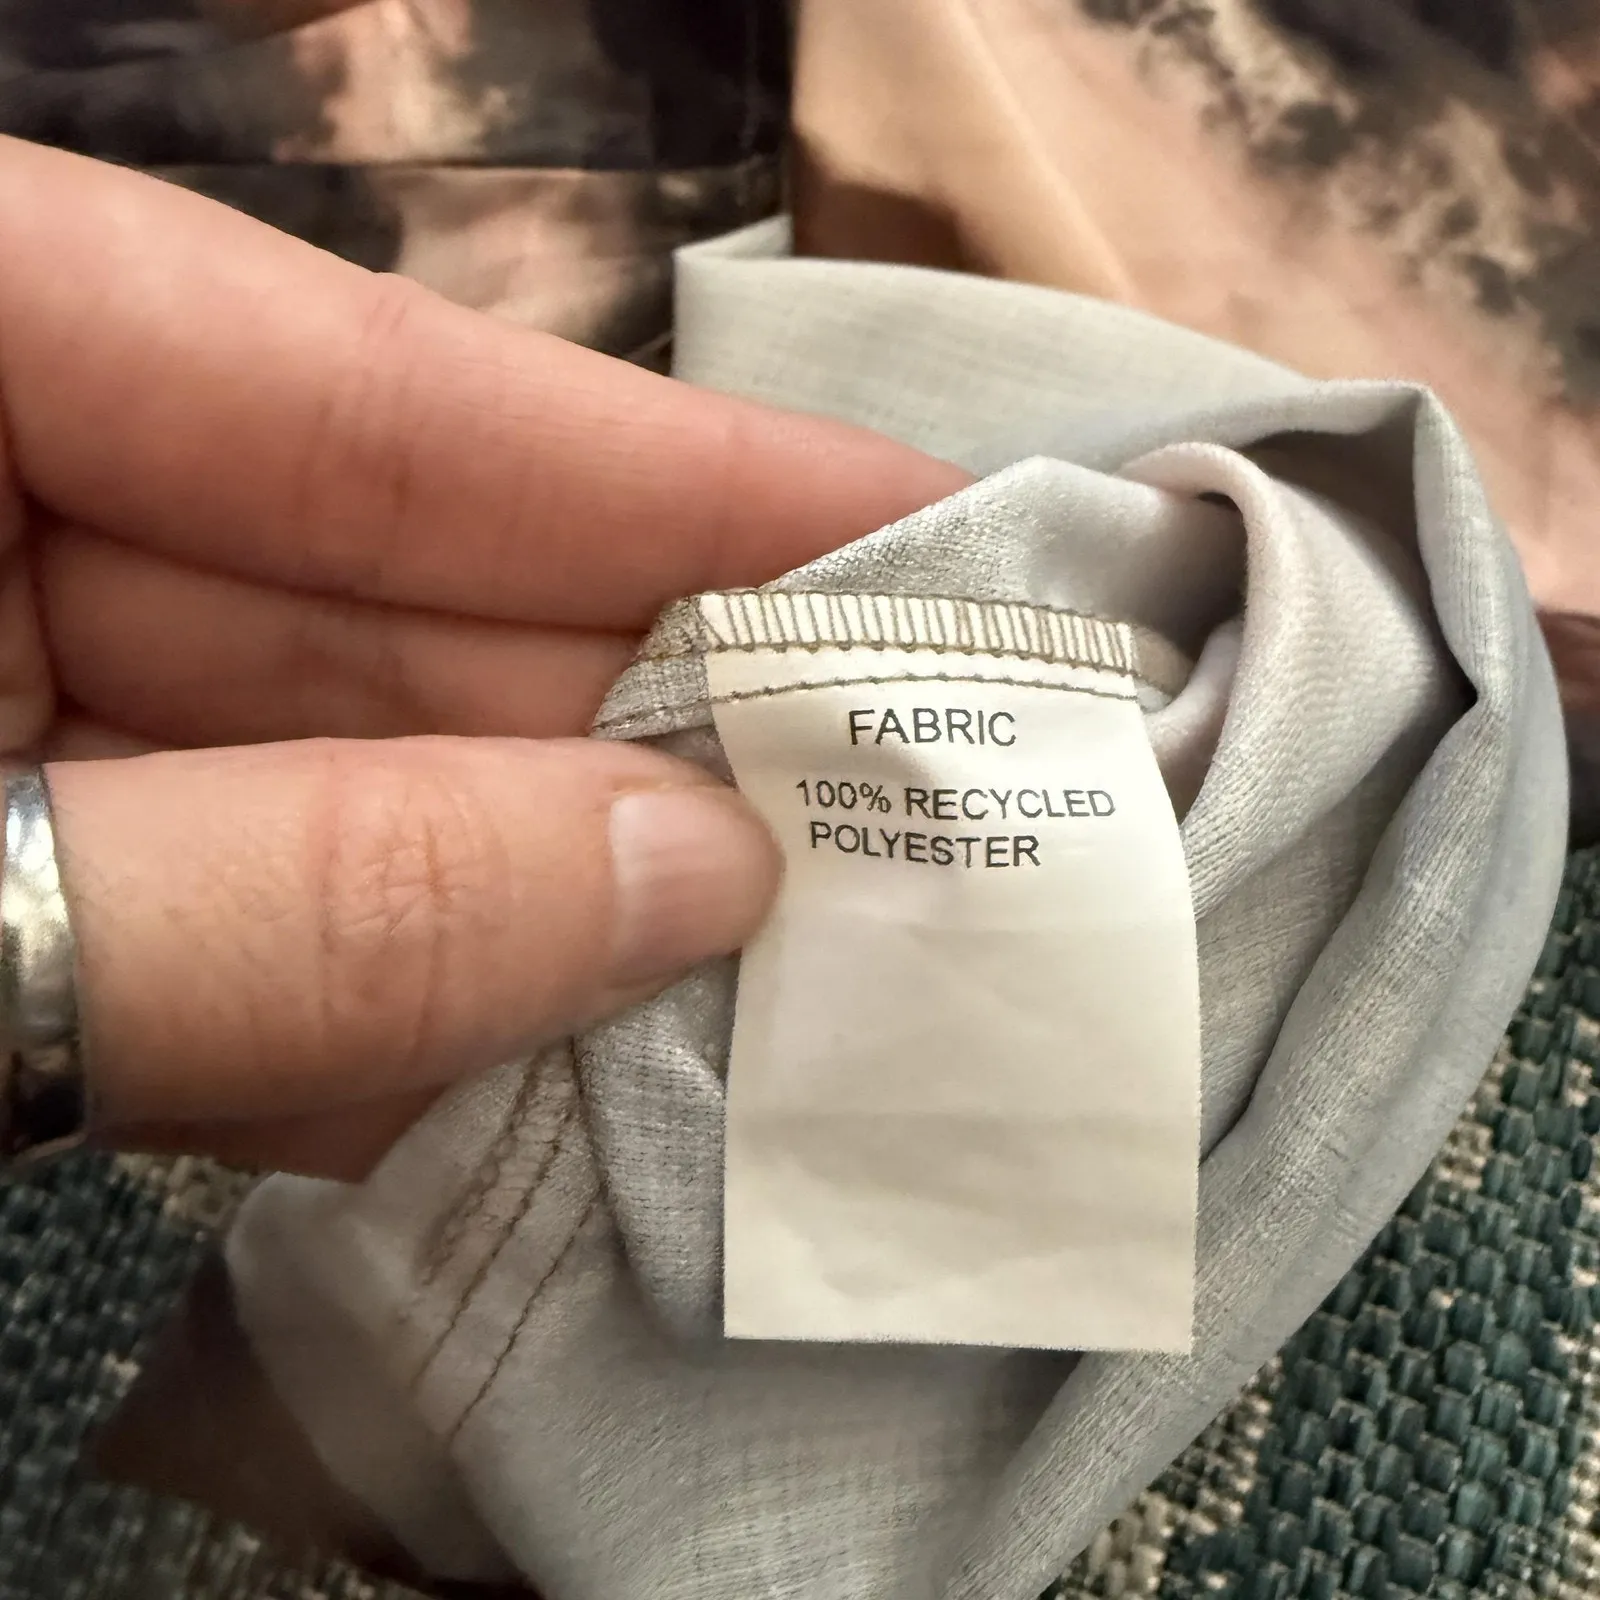 FABRIC
100% RECYCLED
POLYESTER